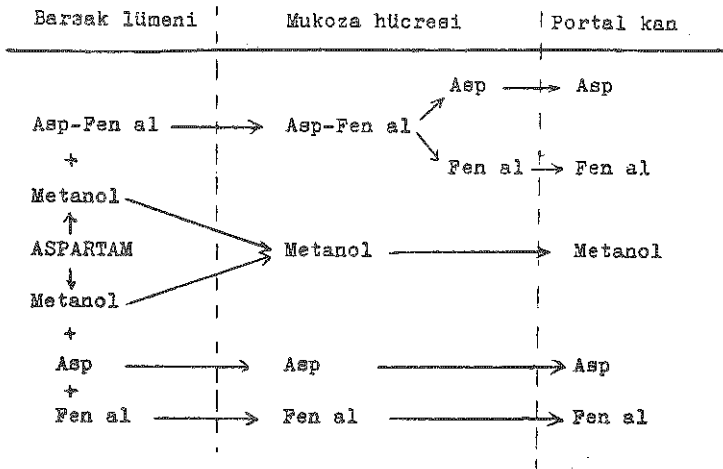 Barsak lümeni Mukoza hücresi Portal kan
Asp → Asp
Asp-Fen al → Asp-Fen al
+ Fen al → Fen al
Metanol
↑
ASPARTAM Metanol → Metanol
↓
Metanol
+
Asp → Asp → Asp
+
Fen al → Fen al → Fen al